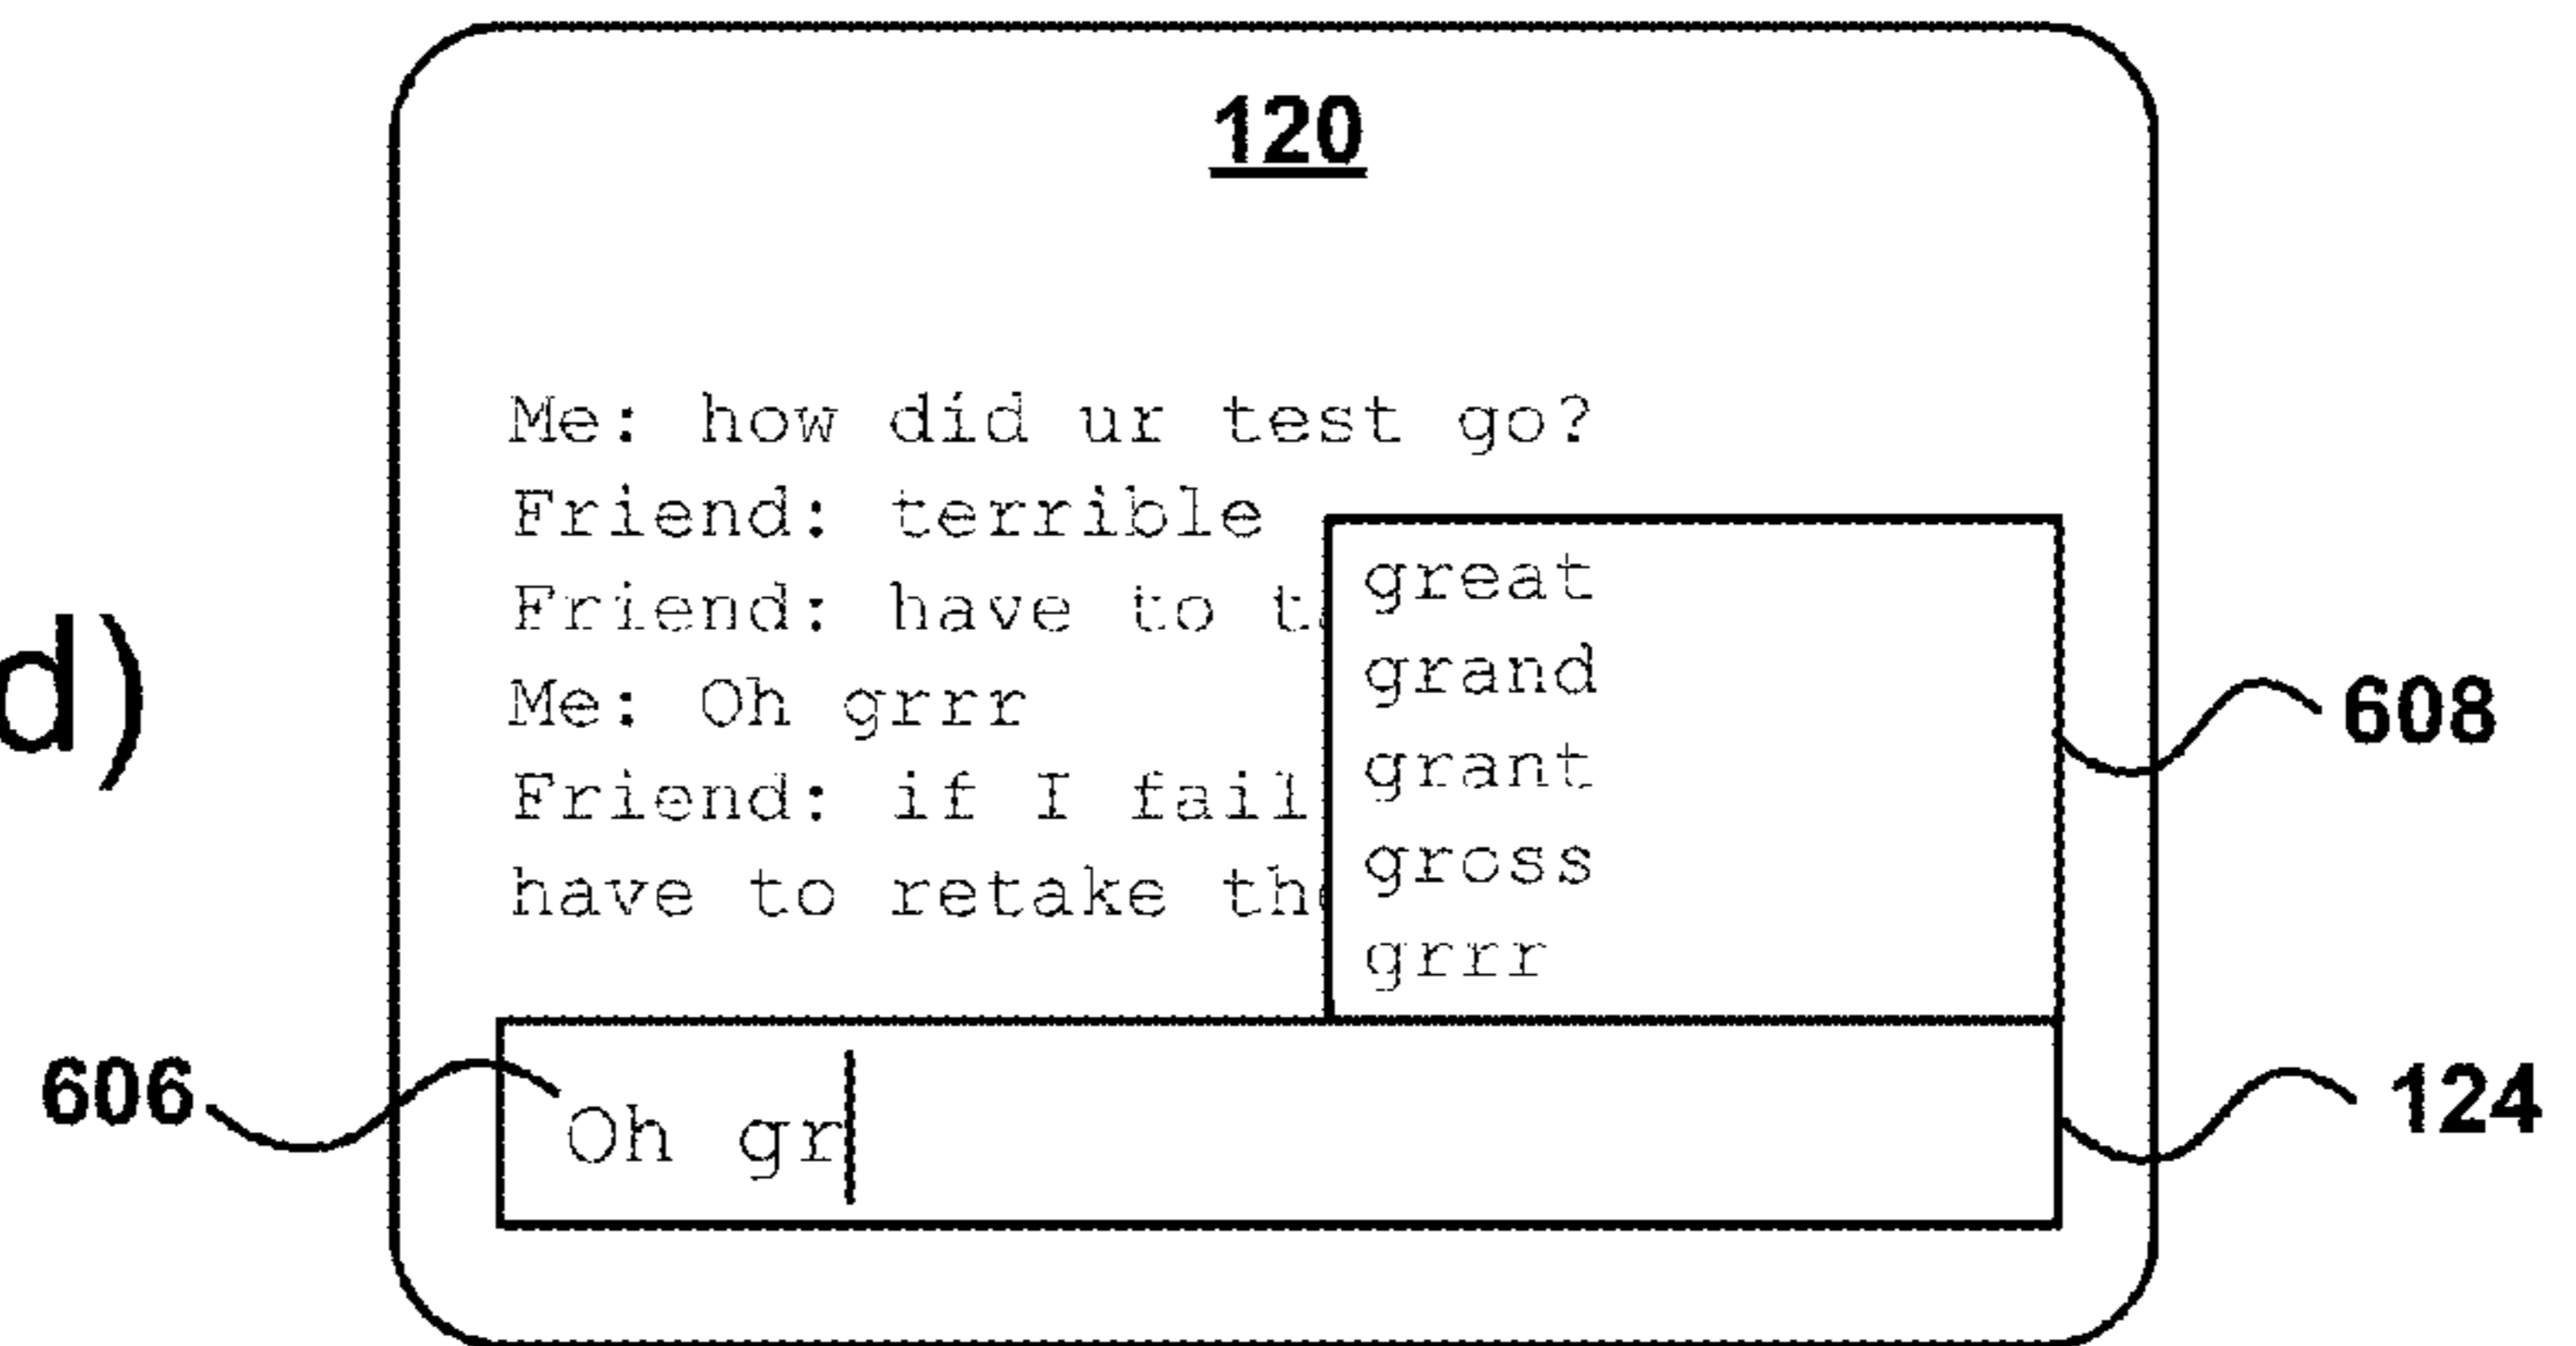 120
Me: how did ur test go?
Friend: terrible
Friend: have to
Me: Oh grrr
Friend: if I fail
have to retake
great
grand
grant
gross
grrr
608
d)
606
Oh gr
124